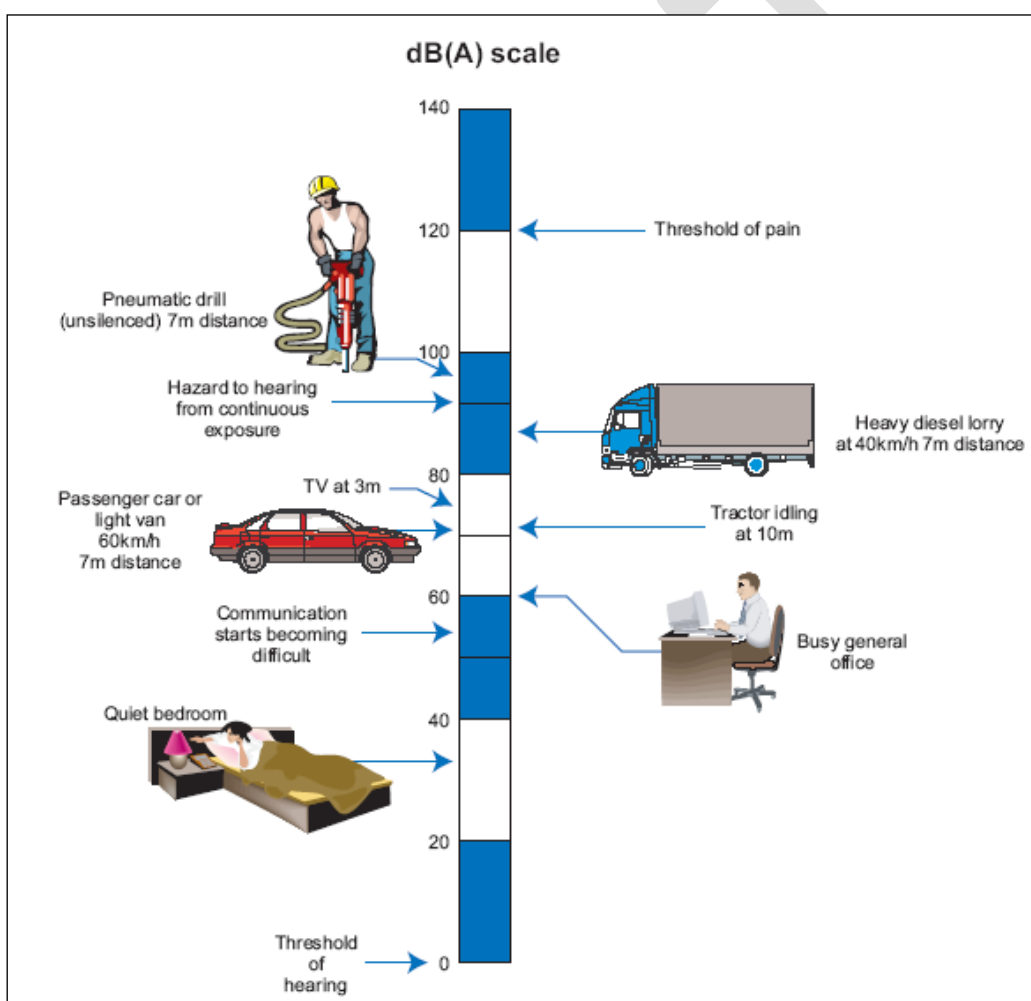 dB(A) scale
140
120
Threshold of pain
Pneumatic drill
(unsilenced) 7m distance
100
Hazard to hearing
from continuous
exposure
Heavy diesel lorry
at 40km/h 7m distance
80
TV at 3m
Passenger car or
light van
60km/h
7m distance
Tractor idling
at 10m
60
Communication
starts becoming
difficult
Busy general
office
Quiet bedroom
40
20
Threshold
of
hearing
0